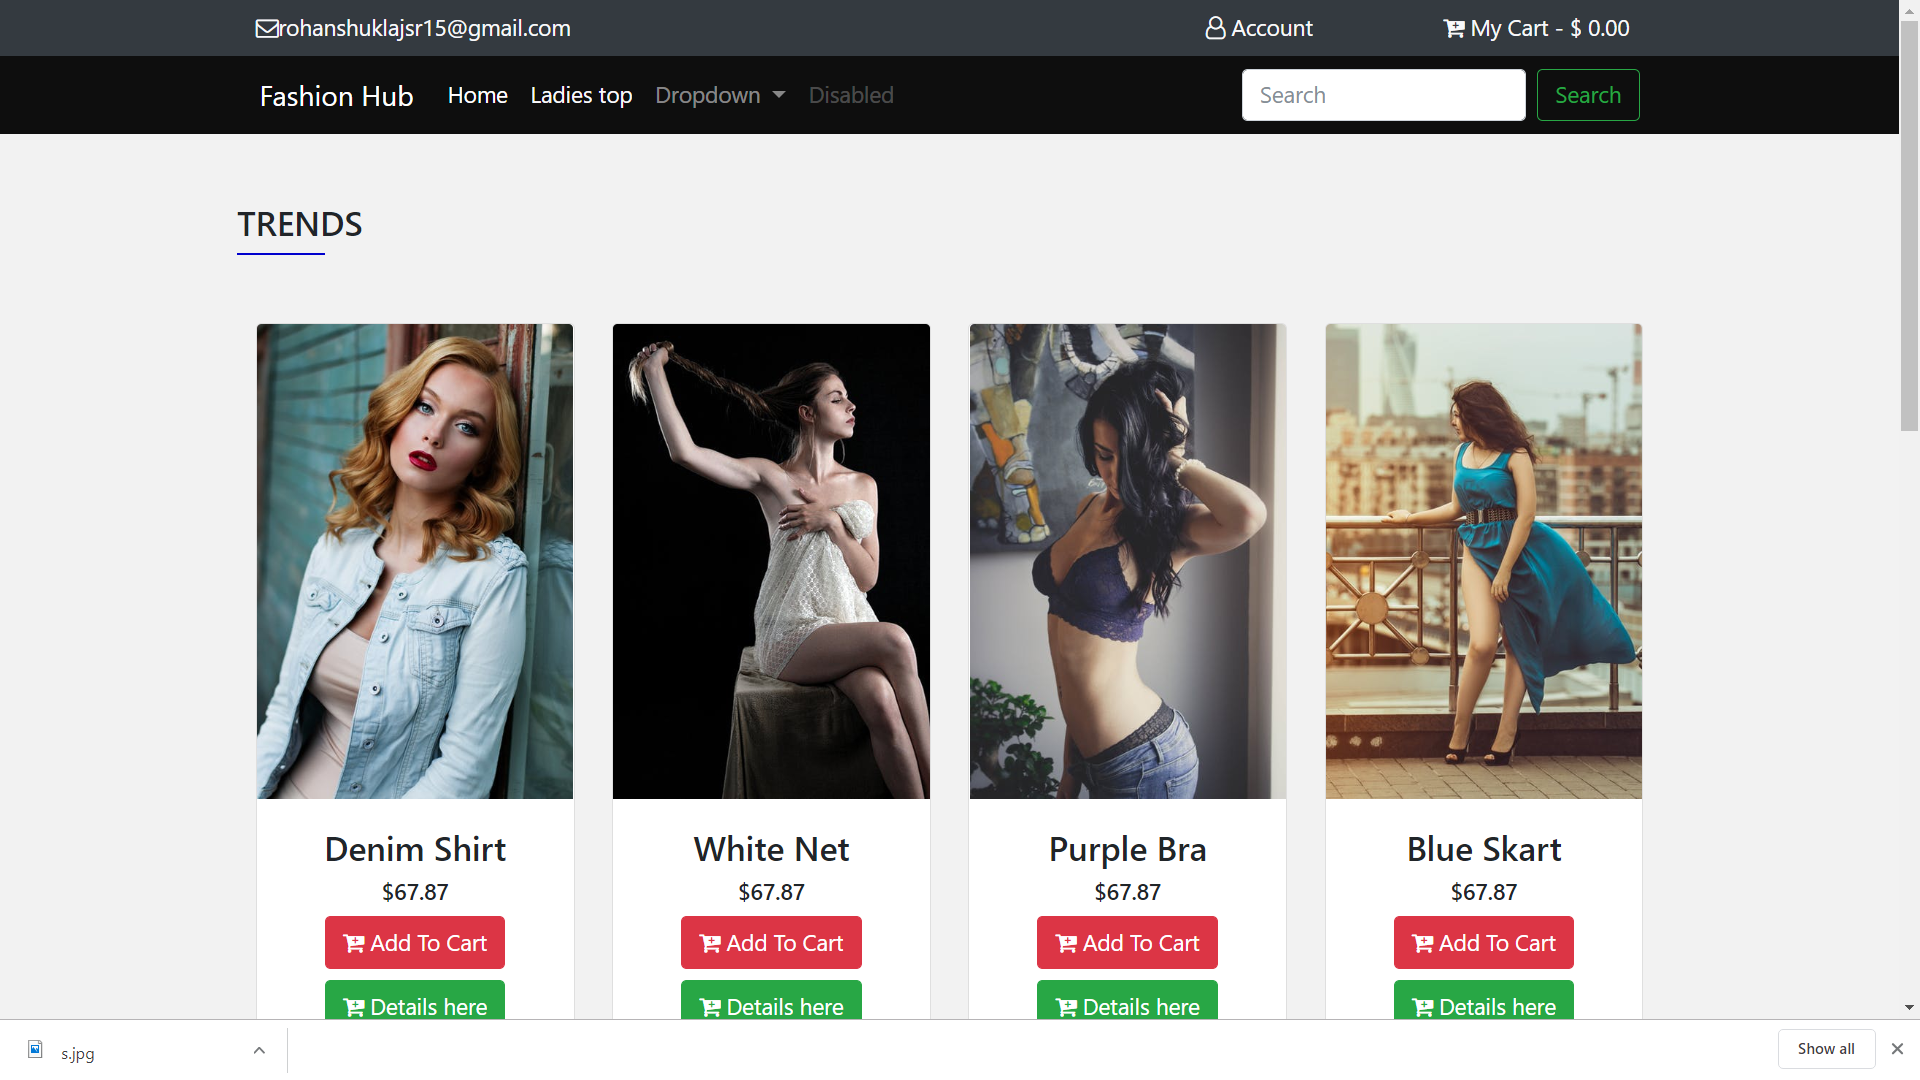 rohanshuklajsr15@gmail.com Account My Cart - $ 0.00
Fashion Hub Home Ladies top Dropdown Disabled Search Search
TRENDS
Denim Shirt White Net Purple Bra Blue Skart
$67.87 $67.87 $67.87 $67.87
Add To Cart Add To Cart Add To Cart Add To Cart
Details here Details here Details here Details here
s.jpg Show all